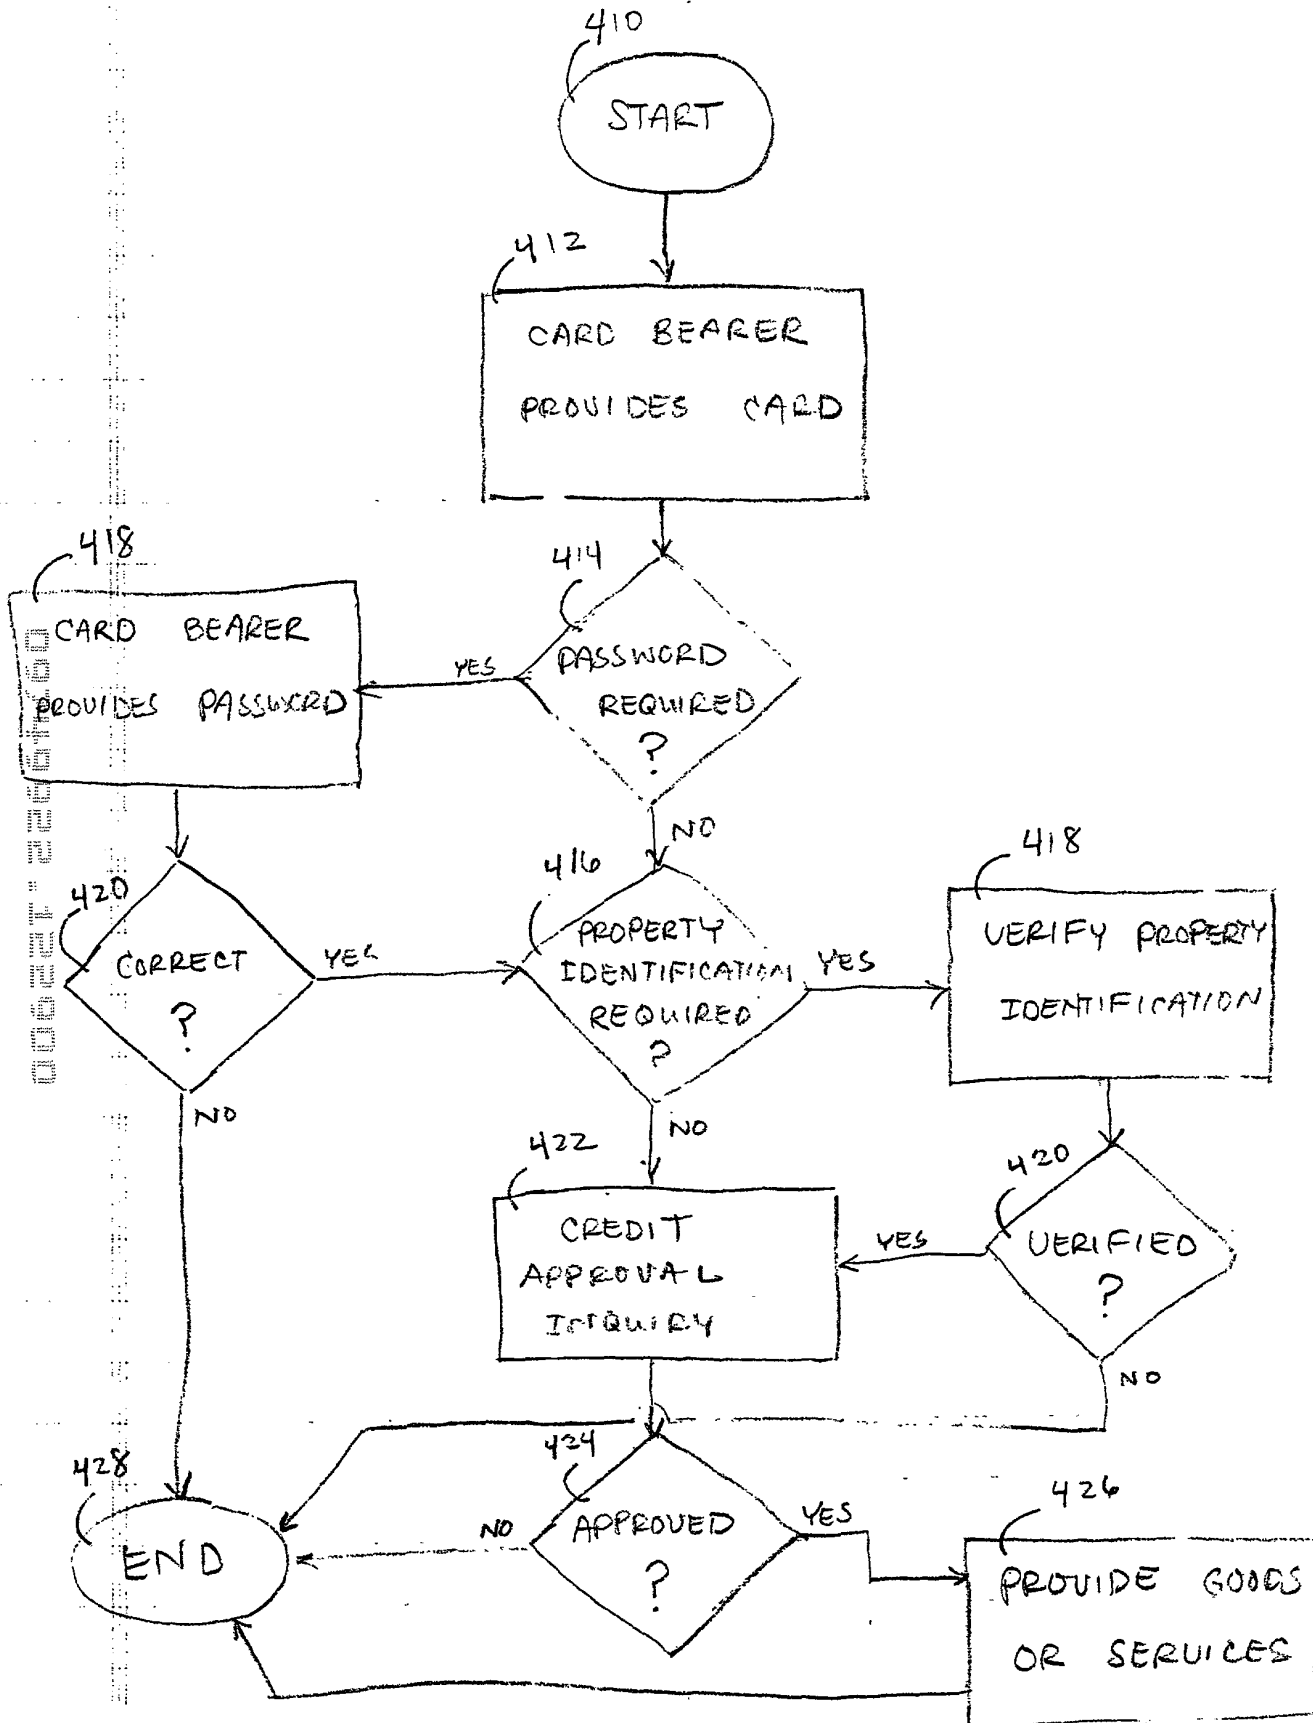 410
START
412
CARD BEARER
PROVIDES CARD
418
CARD BEARER
PROVIDES PASSWORD
414
PASSWORD
REQUIRED
?
YES
NO
420
CORRECT
?
YES
NO
416
PROPERTY
IDENTIFICATION
REQUIRED
?
YES
NO
418
VERIFY PROPERTY
IDENTIFICATION
422
CREDIT
APPROVAL
INQUIRY
420
VERIFIED
?
YES
NO
428
END
424
APPROVED
?
NO
YES
426
PROVIDE GOODS
OR SERVICES